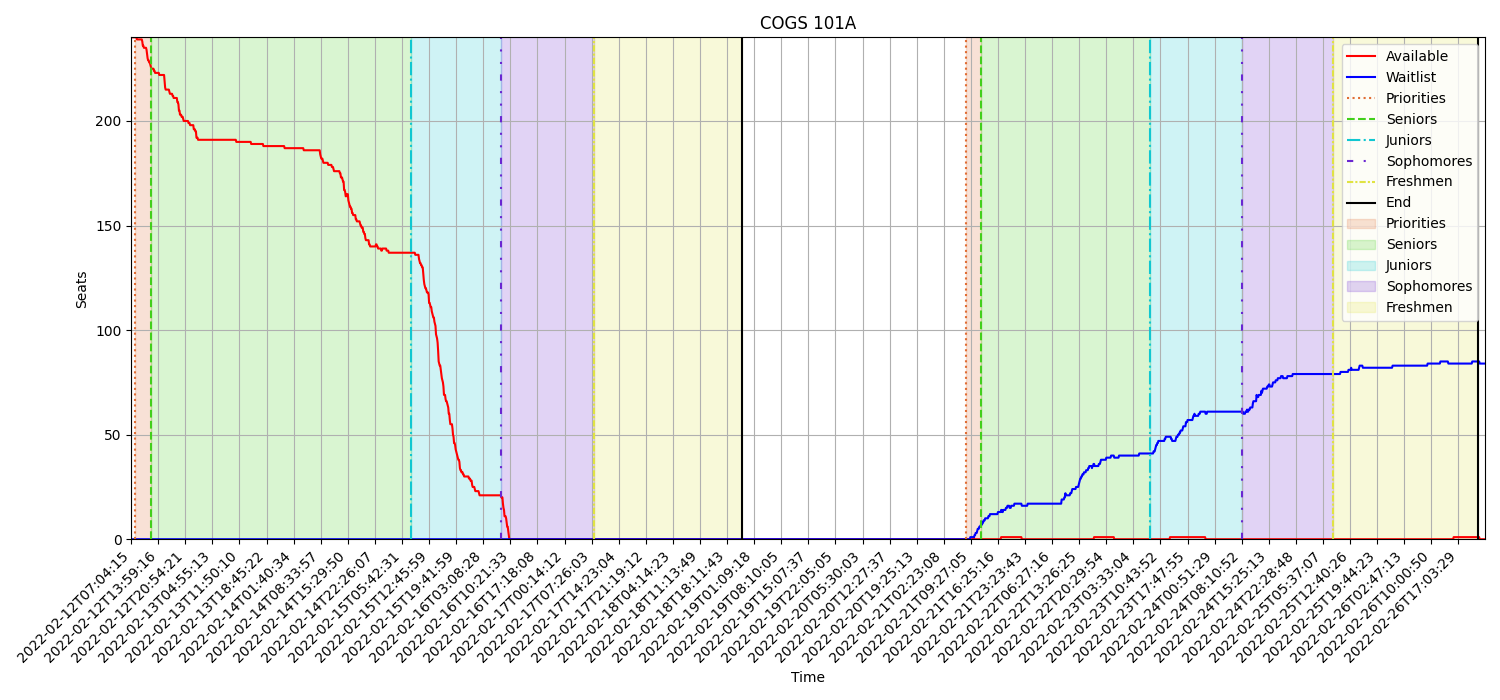 COGS 101A
Seats
200
150
100
50
0
Available
Waitlist
Priorities
Seniors
Juniors
Sophomores
Freshmen
End
Priorities
Seniors
Juniors
Sophomores
Freshmen
2022-02-12T07:04:15
2022-02-12T13:59:16
2022-02-12T20:54:21
2022-02-13T04:55:13
2022-02-13T11:50:10
2022-02-13T18:45:22
2022-02-14T01:40:34
2022-02-14T08:33:57
2022-02-14T15:29:50
2022-02-14T22:26:07
2022-02-15T05:42:31
2022-02-15T12:45:59
2022-02-15T19:41:59
2022-02-16T03:08:28
2022-02-16T10:21:33
2022-02-16T17:18:08
2022-02-17T00:14:12
2022-02-17T07:26:03
2022-02-17T14:23:04
2022-02-17T21:19:12
2022-02-18T04:14:23
2022-02-18T11:13:49
2022-02-18T18:11:43
2022-02-19T01:09:18
2022-02-19T08:10:05
2022-02-19T15:07:37
2022-02-19T22:05:05
2022-02-20T05:30:03
2022-02-20T12:27:37
2022-02-20T19:25:13
2022-02-21T02:23:08
2022-02-21T09:27:05
2022-02-21T16:25:16
2022-02-21T23:23:43
2022-02-22T06:27:16
2022-02-22T13:26:25
2022-02-22T20:29:54
2022-02-23T03:33:04
2022-02-23T10:43:52
2022-02-23T17:47:55
2022-02-24T00:51:29
2022-02-24T08:10:52
2022-02-24T15:25:13
2022-02-24T22:28:48
2022-02-25T05:37:07
2022-02-25T12:40:26
2022-02-25T19:44:23
2022-02-26T02:47:13
2022-02-26T10:00:50
2022-02-26T17:03:29
Time